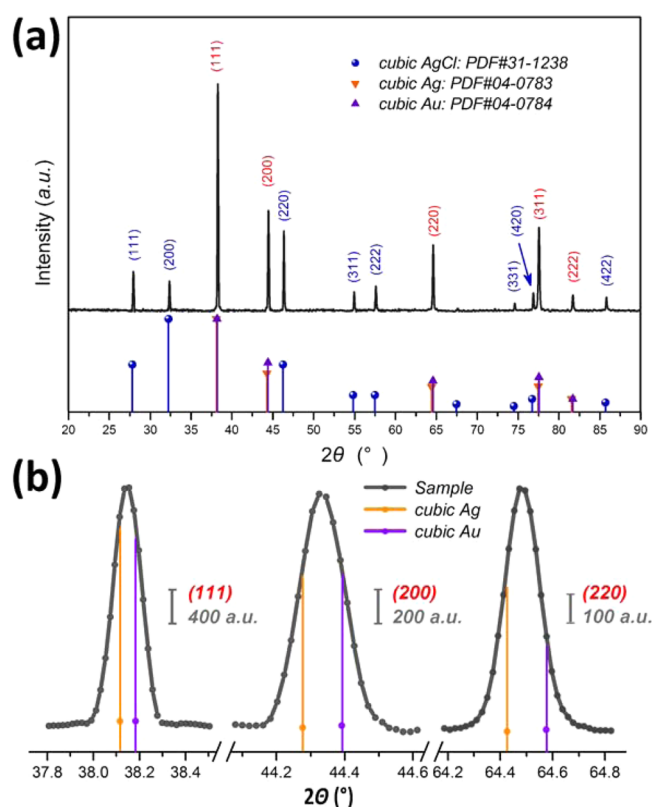 (a)
(111)
cubic AgCl: PDF#31-1238
cubic Ag: PDF#04-0783
cubic Au: PDF#04-0784
Intensity (a.u.)
(111)
(200)
(200)
(220)
(311)
(222)
(220)
(331)
(420)
(311)
(222)
(422)
20 25 30 35 40 45 50 55 60 65 70 75 80 85 90
2θ (°)
(b)
Sample
cubic Ag
cubic Au
(111)
400 a.u.
(200)
200 a.u.
(220)
100 a.u.
37.8 38.0 38.2 38.4 44.2 44.4 44.6 64.2 64.4 64.6 64.8
2Θ (°)